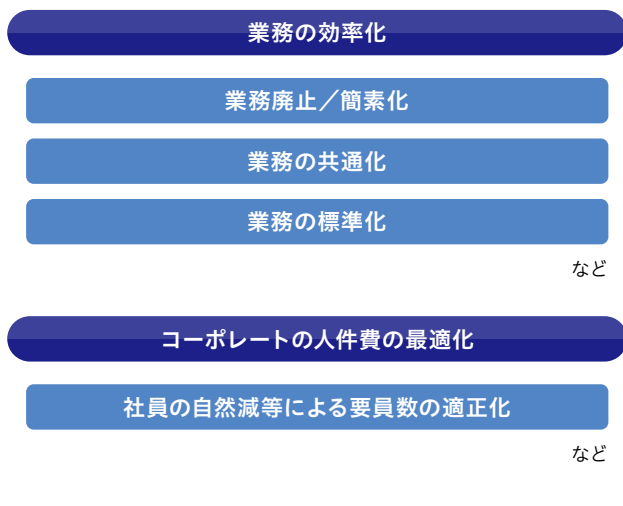 業務の効率化
業務廃止／簡素化
業務の共通化
業務の標準化
など
コーポレートの人件費の最適化
社員の自然減等による要員数の適正化
など